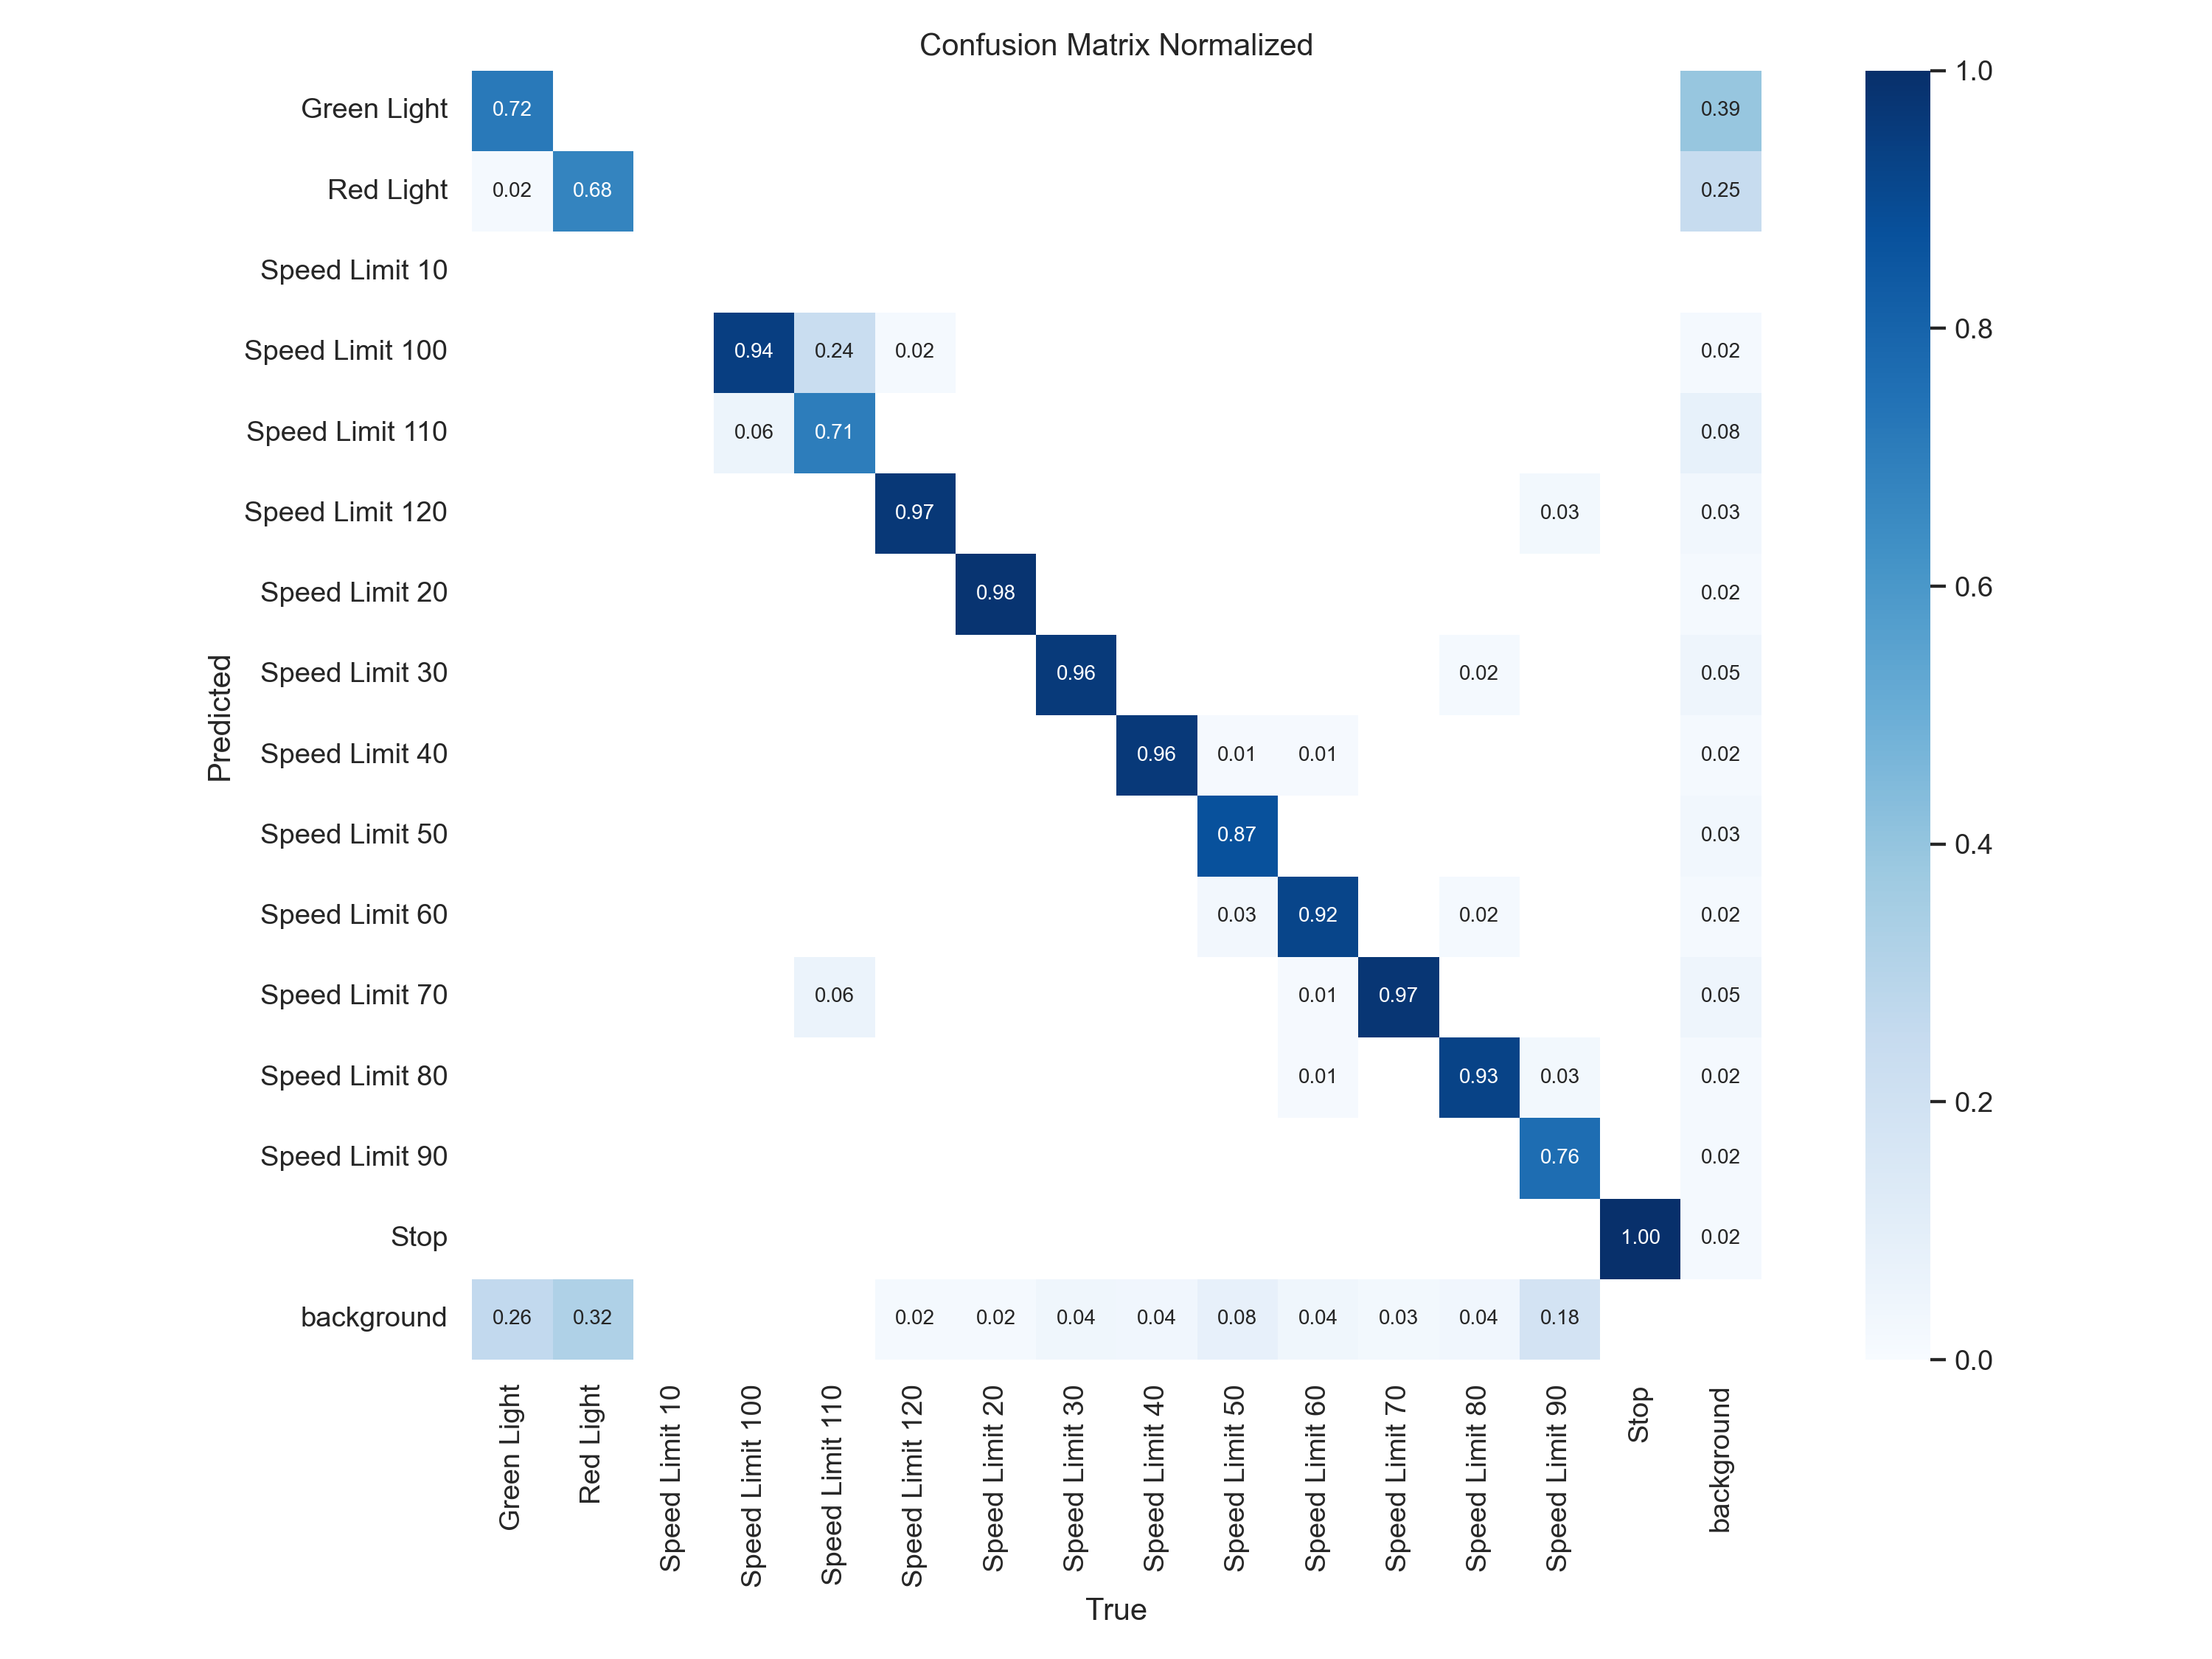 Confusion Matrix Normalized
Green Light 0.72 0.39
Red Light 0.02 0.68 0.25
Speed Limit 10
Speed Limit 100 0.94 0.24 0.02 0.02
Speed Limit 110 0.06 0.71 0.08
Speed Limit 120 0.97 0.03 0.03
Speed Limit 20 0.98 0.02
Speed Limit 30 0.96 0.02 0.05
Speed Limit 40 0.96 0.01 0.01 0.02
Speed Limit 50 0.87 0.03
Speed Limit 60 0.03 0.92 0.02 0.02
Speed Limit 70 0.06 0.01 0.97 0.05
Speed Limit 80 0.01 0.93 0.03 0.02
Speed Limit 90 0.76 0.02
Stop 1.00 0.02
background 0.26 0.32 0.02 0.02 0.04 0.04 0.08 0.04 0.03 0.04 0.18
Predicted
Green Light
Red Light
Speed Limit 10
Speed Limit 100
Speed Limit 110
Speed Limit 120
Speed Limit 20
Speed Limit 30
Speed Limit 40
Speed Limit 50
Speed Limit 60
Speed Limit 70
Speed Limit 80
Speed Limit 90
Stop
background
True
1.0
0.8
0.6
0.4
0.2
0.0